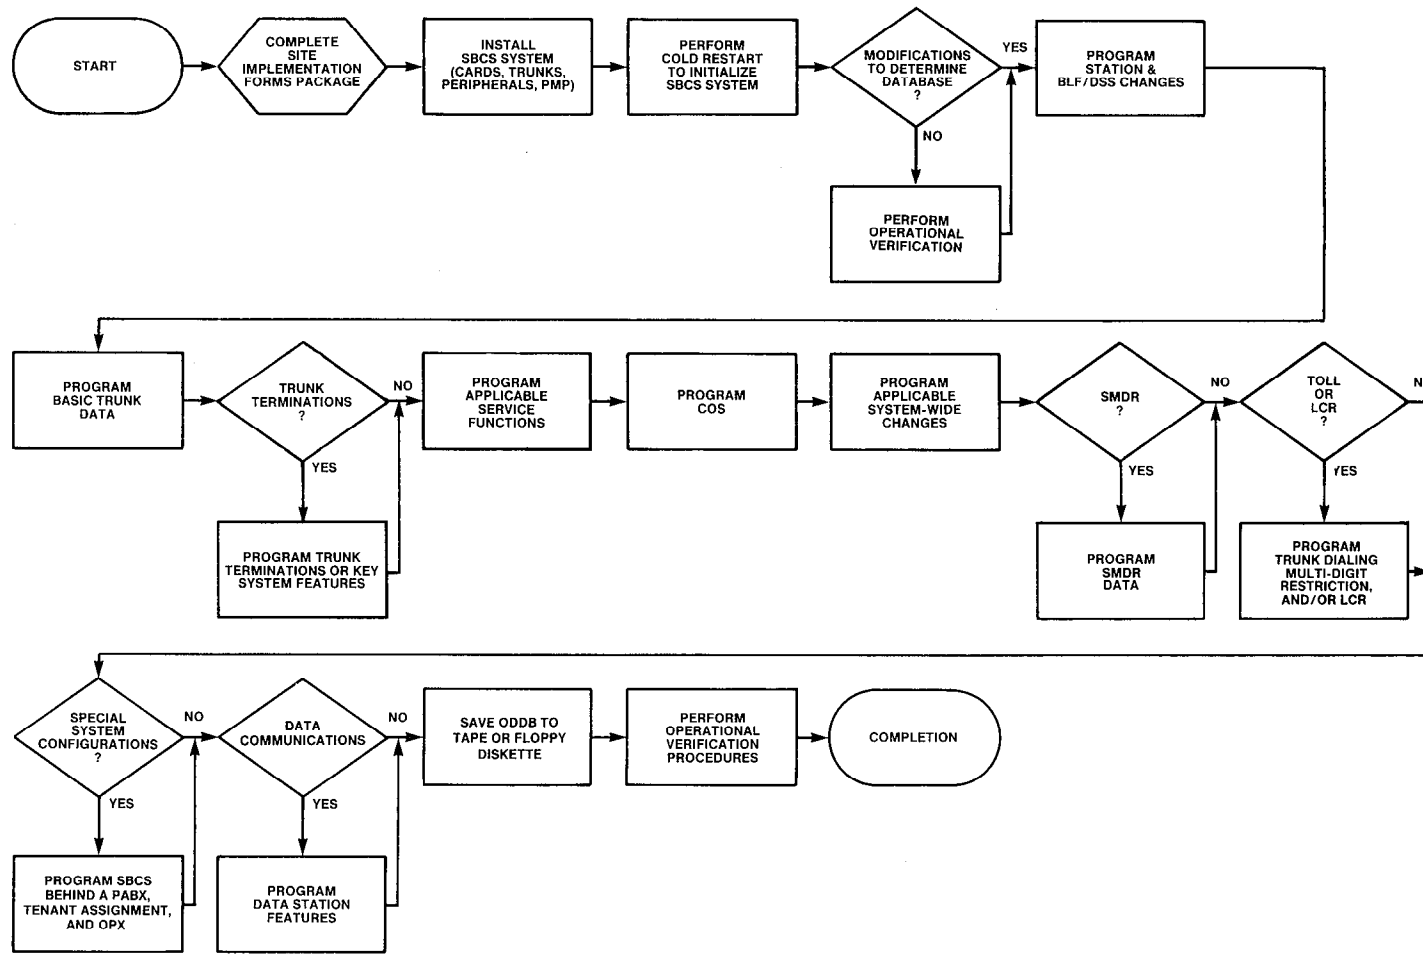 START
COMPLETE
SITE
IMPLEMENTATION
FORMS PACKAGE
INSTALL
SBCS SYSTEM
(CARDS, TRUNKS,
PERIPHERALS, PMP)
PERFORM
COLD RESTART
TO INITIALIZE
SBCS SYSTEM
MODIFICATIONS
TO DETERMINE
DATABASE
?
YES
NO
PROGRAM
STATION &
BLF/DSS CHANGES
PERFORM
OPERATIONAL
VERIFICATION
PROGRAM
BASIC TRUNK
DATA
TRUNK
TERMINATIONS
?
NO
YES
PROGRAM TRUNK
TERMINATIONS OR KEY
SYSTEM FEATURES
PROGRAM
APPLICABLE
SERVICE
FUNCTIONS
PROGRAM
COS
PROGRAM
APPLICABLE
SYSTEM-WIDE
CHANGES
SMDR
?
NO
YES
PROGRAM
SMDR
DATA
TOLL
OR
LCR
?
N
YES
PROGRAM
TRUNK DIALING
MULTI-DIGIT
RESTRICTION,
AND/OR LCR
SPECIAL
SYSTEM
CONFIGURATIONS
?
NO
YES
PROGRAM SBCS
BEHIND A PABX,
TENANT ASSIGNMENT,
AND OPX
DATA
COMMUNICATIONS
NO
YES
PROGRAM
DATA STATION
FEATURES
SAVE ODDB TO
TAPE OR FLOPPY
DISKETTE
PERFORM
OPERATIONAL
VERIFICATION
PROCEDURES
COMPLETION